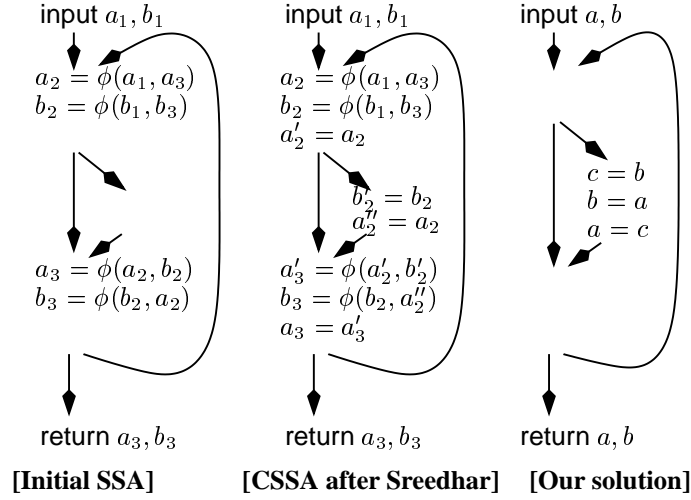 input a₁, b₁
a₂ = ϕ(a₁, a₃)
b₂ = ϕ(b₁, b₃)
a₃ = ϕ(a₂, b₂)
b₃ = ϕ(b₂, a₂)
return a₃, b₃
[Initial SSA]
input a₁, b₁
a₂ = ϕ(a₁, a₃)
b₂ = ϕ(b₁, b₃)
a′₂ = a₂
b′₂ = b₂
a″₂ = a₂
a′₃ = ϕ(a′₂, b′₂)
b₃ = ϕ(b₂, a″₂)
a₃ = a′₃
return a₃, b₃
[CSSA after Sreedhar]
input a, b
c = b
b = a
a = c
return a, b
[Our solution]